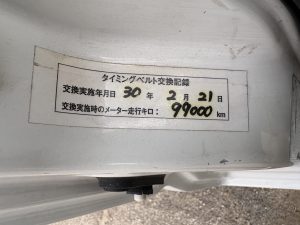 タイミングベルト交換記録
交換実施年月日 30 年 2 月 21 日
交換実施時のメーター走行キロ： 99000 km